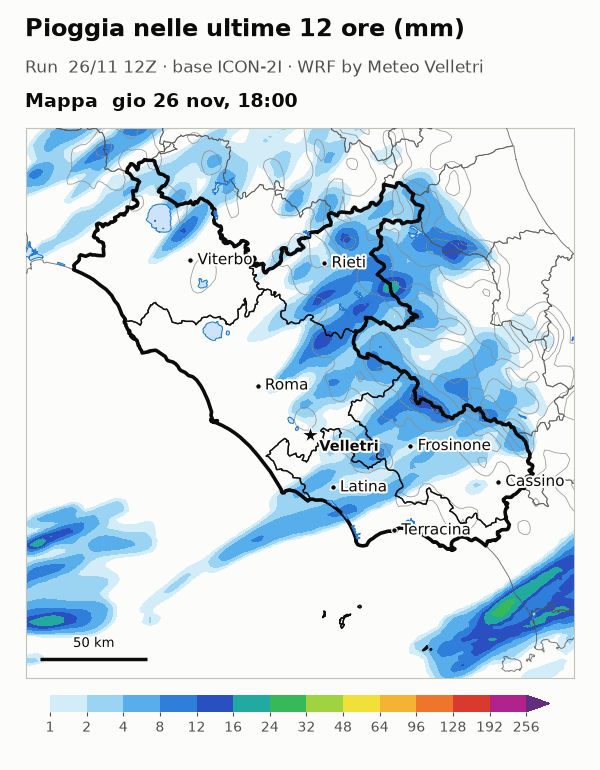 Pioggia nelle ultime 12 ore (mm)
Run  26/11 12Z · base ICON-2I · WRF by Meteo Velletri
Mappa  gio 26 nov, 18:00
Viterbo
Rieti
Roma
Velletri
Frosinone
Latina
Cassino
Terracina
50 km
1 2 4 8 12 16 24 32 48 64 96 128 192 256